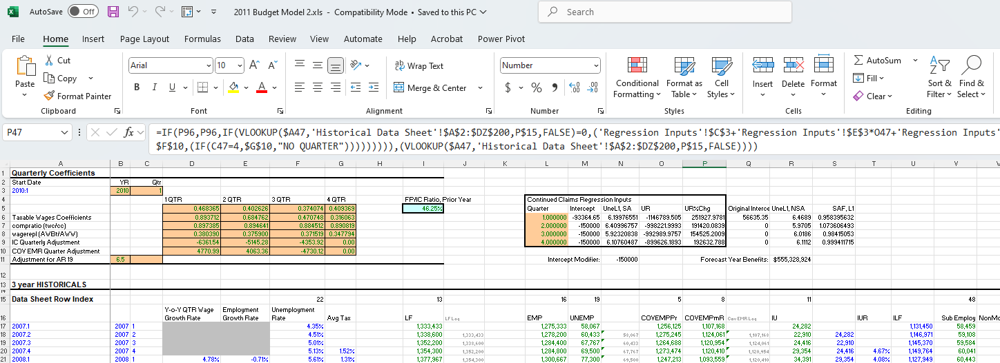 AutoSave Off 2011 Budget Model 2.xls - Compatibility Mode • Saved to this PC Search
File Home Insert Page Layout Formulas Data Review View Automate Help Acrobat Power Pivot
Paste Cut Copy Format Painter Clipboard
Arial 10 A A B I U A Font
ab Wrap Text Merge & Center Alignment
Number $ % Number
Conditional Formatting Format as Table Cell Styles Styles
Insert Delete Format Cells
AutoSum Fill Clear Sort & Filter Find & Select Editing
P47 fx =IF(P96,P96,IF(VLOOKUP($A47,'Historical Data Sheet'!$A$2:$DZ$200,P$15,FALSE)=0,('Regression Inputs'!$C$3+'Regression Inputs'!$E$3*O47+'Regression Inputs'
$F$10,(IF(C47=4,$G$10,"NO QUARTER"))))))))),(VLOOKUP($A47,'Historical Data Sheet'!$A$2:$DZ$200,P$15,FALSE))))
A B C D E F G H I J K L M N O P Q R S T U V
1 Quarterly Coefficients
2 Start Date YR Qtr
3 2010:1 2010 1
4 1 QTR 2 QTR 3 QTR 4 QTR FP/IC Ratio, Prior Year Continued Claims Regression Inputs
5 0.468365 0.402626 0.374074 0.409369 46.25% Quarter Intercept UneL1, SA UR UR%Chg Original Interce UneL1, NSA SAF, L1
6 Taxable Wages Coefficients 0.893712 0.684762 0.470748 0.316063 1.000000 -93364.65 6.19976551 -1146789.505 251927.9781 56635.35 6.4689 0.958395632
7 compratio (twc/cc) 0.897385 0.894641 0.884512 0.890819 2.000000 -150000 6.40996757 -998221.9993 191420.0839 0 5.9705 1.073606493
8 wagerepl (AWBt/AWW) 0.380390 0.375900 0.371519 0.347794 3.000000 -150000 5.92320838 -992989.9757 154525.2009 0 6.0186 0.98415053
9 IC Quarterly Adjustment -6361.54 -5145.28 -4353.92 0.00 4.000000 -150000 6.10760487 -899626.1893 192632.788 0 6.1112 0.999411715
10 COV EMR Quarter Adjustment 4770.99 4063.36 -4730.12 0.00
11 Adjustment for AR 19 6.5 Intercept Modifier: -150000 Forecast Year Benefits: $555,328,924
12
13 3 year HISTORICALS
14
15 Data Sheet Row Index 22 13 16 19 5 8 11 48
Y-o-Y QTR Wage Employment Unemployment
16 Growth Rate Growth Rate Rate Avg Tax LF LF Lag EMP UNEMP COVEMPPr COVEMPmR Cov EMR Lag IU IUR ILF Sub Employ NonMo
17 2007.1 2007 1 4.35% 1,333,433 1,275,333 58,067 1,256,125 1,107,168 24,282 1,131,450 58,459
18 2007.2 2007 2 4.51% 1,338,600 1,333,433 1,278,200 60,433 58,067 1,275,245 1,124,061 1,107,168 22,910 24,282 1,146,971 59,108
19 2007.3 2007 3 5.01% 1,352,200 1,338,600 1,284,400 67,767 60,433 1,264,688 1,120,954 1,124,061 24,416 22,910 1,145,370 59,584
20 2007.4 2007 4 5.13% 1.52% 1,354,300 1,352,200 1,284,800 69,500 67,767 1,273,474 1,120,410 1,120,954 29,354 24,416 4.67% 1,149,764 60,041
21 2008.1 2008 1 4.78% -0.71% 5.61% 1.31% 1,377,967 1,354,300 1,300,667 77,300 69,500 1,247,213 1,093,559 1,120,410 34,391 29,354 4.08% 1,127,949 60,443